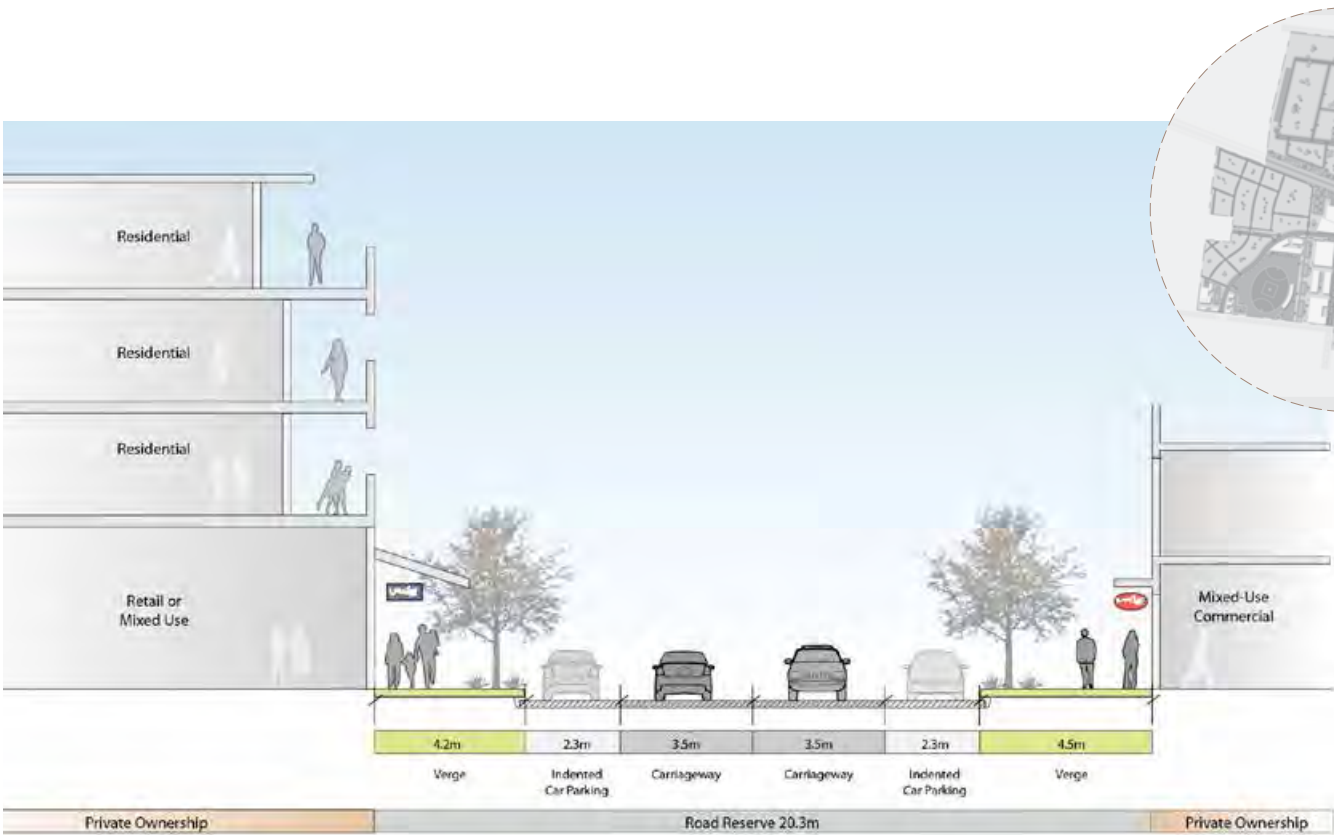 Residential
Residential
Residential
Retail or
Mixed Use
Mixed-Use
Commercial
4.2m
2.3m
3.5m
3.5m
2.3m
4.5m
Verge
Indented
Car Parking
Carriageway
Carriageway
Indented
Car Parking
Verge
Private Ownership
Road Reserve 20.3m
Private Ownership